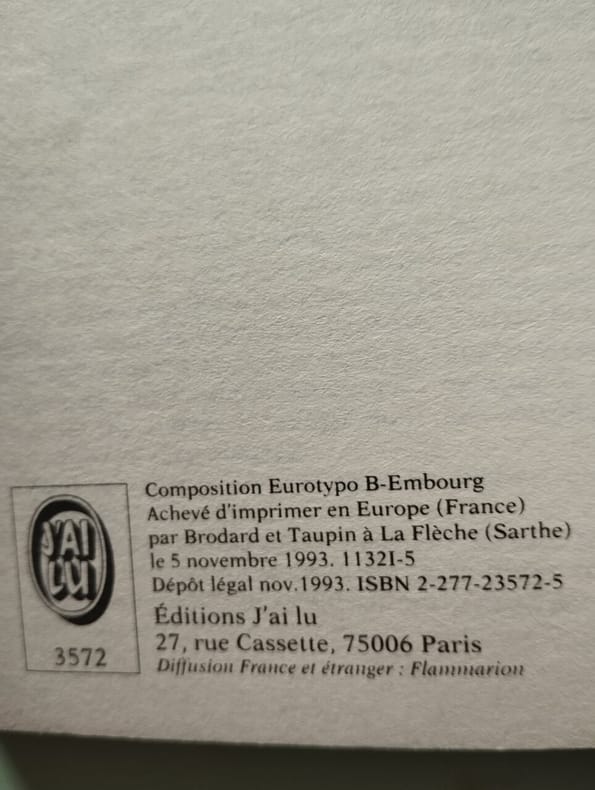 Composition Eurotypo B-Embourg
Achevé d'imprimer en Europe (France)
par Brodard et Taupin à La Flèche (Sarthe)
le 5 novembre 1993. 1132I-5
Dépôt légal nov.1993. ISBN 2-277-23572-5
Éditions J'ai lu
27, rue Cassette, 75006 Paris
Diffusion France et étranger : Flammarion
J'AI
LU
3572